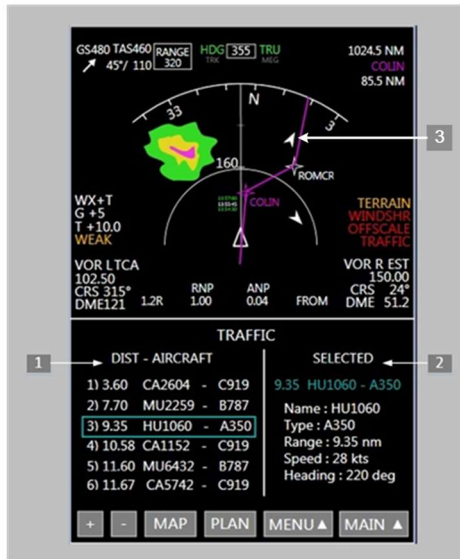 GS480 TAS460 RANGE 320 HDG 355 TRU 1024.5 NM
TRK MEG
45°/ 110 COLIN
85.5 NM
33 N 3
3
160
ROMCR
COLIN
WX+T
G +5
T +10.0
WEAK
TERRAIN
WINDSHR
OFFSCALE
TRAFFIC
VOR LTCA
102.50
CRS 315°
DME121 1.2R
RNP
1.00
ANP
0.04
FROM
VOR R EST
150.00
CRS 24°
DME 51.2
TRAFFIC
1
DIST - AIRCRAFT
1) 3.60 CA2604 - C919
2) 7.70 MU2259 - B787
3) 9.35 HU1060 - A350
4) 10.58 CA1152 - C919
5) 11.60 MU6432 - B787
6) 11.67 CA5742 - C919
SELECTED
2
9.35 HU1060 - A350
Name : HU1060
Type : A350
Range : 9.35 nm
Speed : 28 kts
Heading : 220 deg
+ - MAP PLAN MENU▲ MAIN ▲